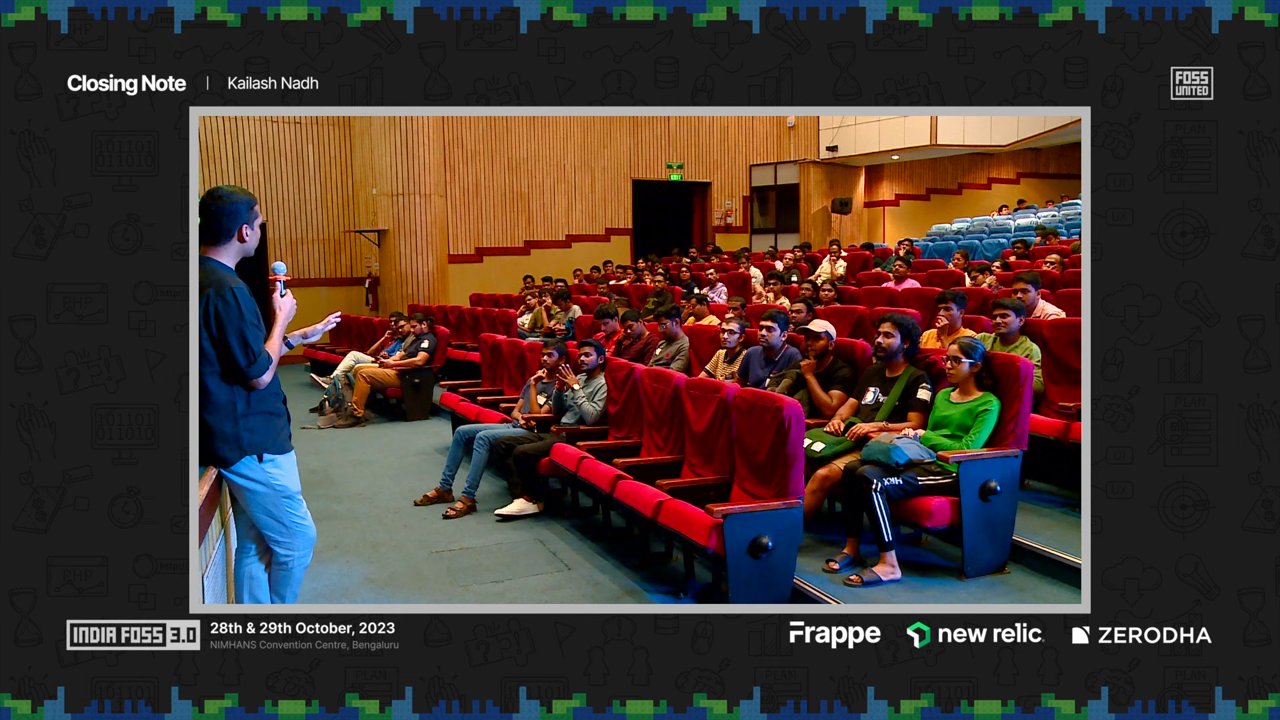 Closing Note | Kailash Nadh
FOSS
UNITED
EXIT
INDIA FOSS 3.0
28th & 29th October, 2023
NIMHANS Convention Centre, Bengaluru
Frappe
new relic
ZERODHA